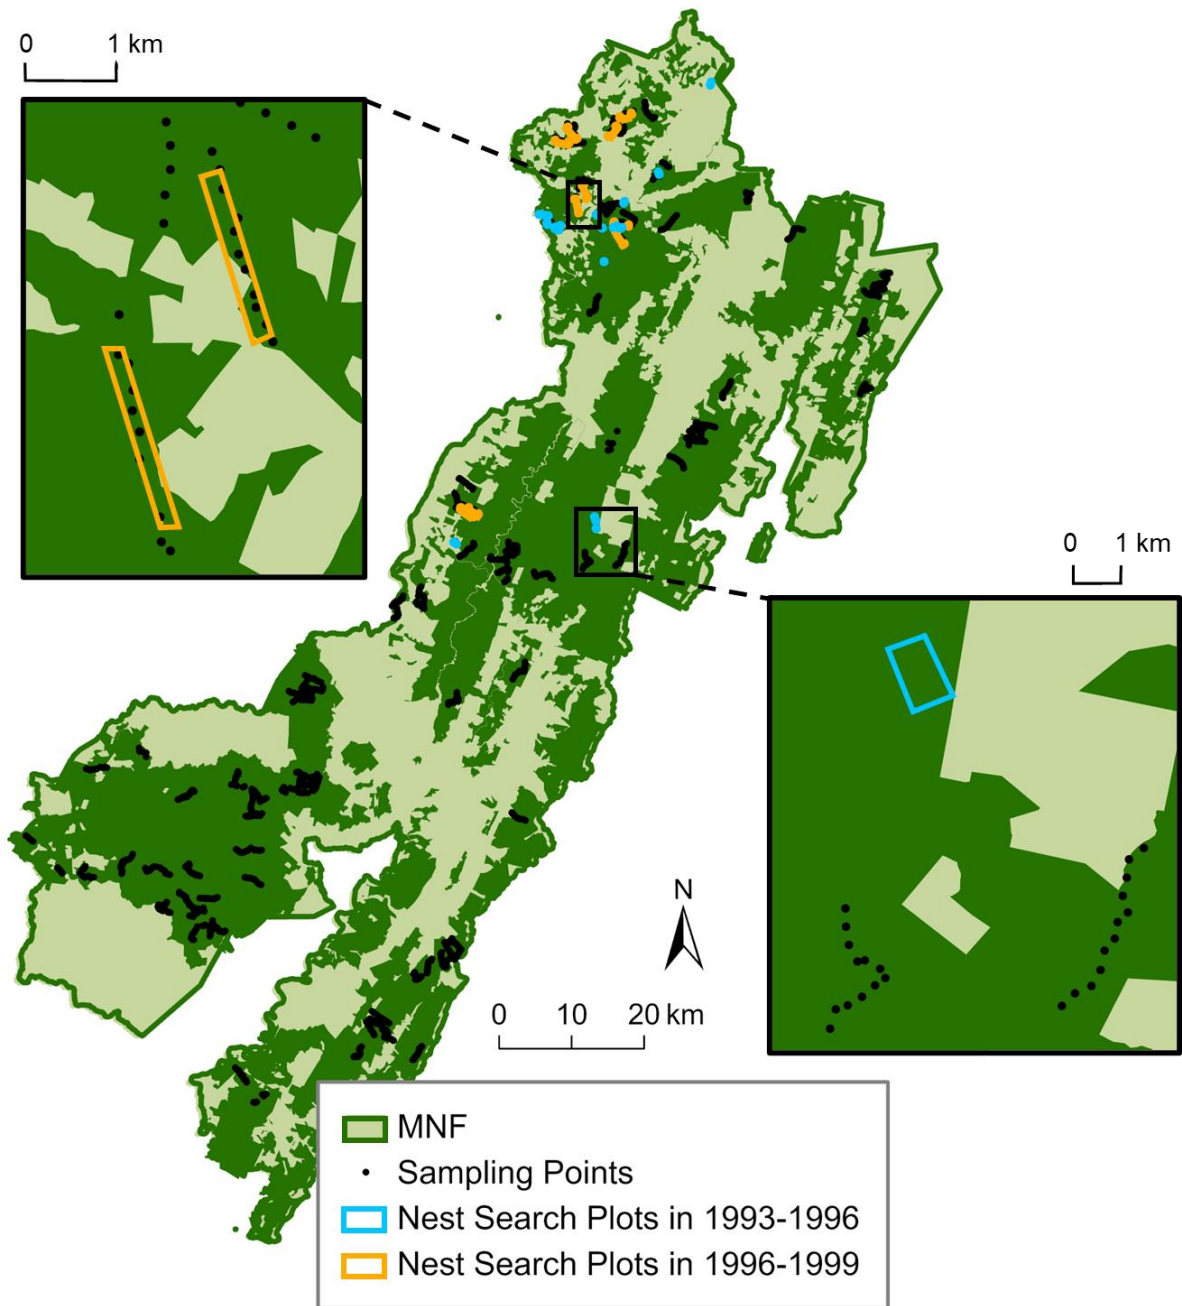 0 1 km
0 1 km
N
0 10 20 km
MNF
Sampling Points
Nest Search Plots in 1993-1996
Nest Search Plots in 1996-1999